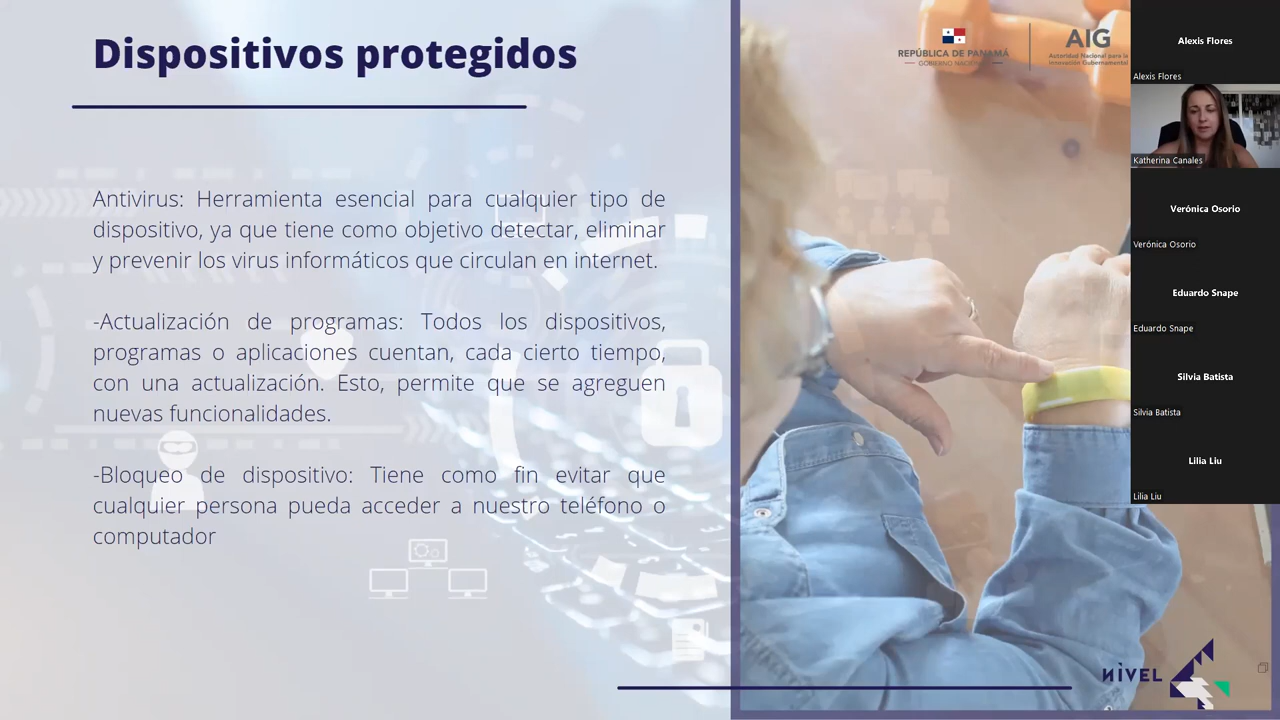 Dispositivos protegidos
Antivirus: Herramienta esencial para cualquier tipo de
dispositivo, ya que tiene como objetivo detectar, eliminar
y prevenir los virus informáticos que circulan en internet.
-Actualización de programas: Todos los dispositivos,
programas o aplicaciones cuentan, cada cierto tiempo,
con una actualización. Esto, permite que se agreguen
nuevas funcionalidades.
-Bloqueo de dispositivo: Tiene como fin evitar que
cualquier persona pueda acceder a nuestro teléfono o
computador
REPÚBLICA DE PANAMÁ
GOBIERNO NACIONAL
AIG
Autoridad Nacional para la
Innovación Gubernamental
Alexis Flores
Alexis Flores
Katherina Canales
Verónica Osorio
Verónica Osorio
Eduardo Snape
Eduardo Snape
Silvia Batista
Silvia Batista
Lilia Liu
Lilia Liu
NIVEL 4